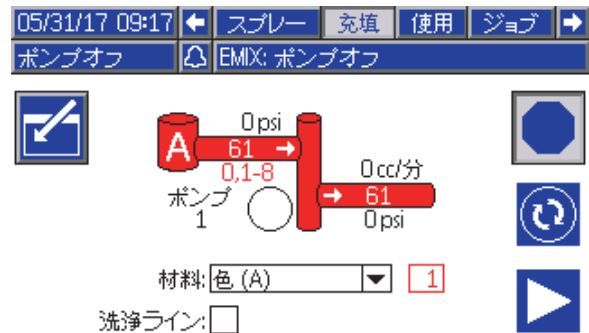 05/31/17 09:17 スプレー 充填 使用 ジョブ
ポンプオフ EMIX: ポンプオフ
0 psi
A 61
0,1-8
0 cc/分
ポンプ
1
61
0 psi
材料: 色 (A) 1
洗浄ライン: